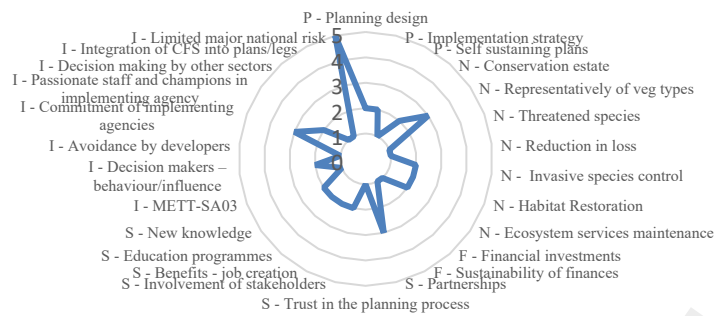 P - Planning design
P - Implementation strategy
P - Self sustaining plans
N - Conservation estate
N - Representatively of veg types
N - Threatened species
N - Reduction in loss
N -  Invasive species control
N - Habitat Restoration
N - Ecosystem services maintenance
F - Financial investments
F - Sustainability of finances
S - Partnerships
S - Trust in the planning process
S - Involvement of stakeholders
S - Benefits - job creation
S - Education programmes
S - New knowledge
I - METT-SA03
I - Decision makers –
behaviour/influence
I - Avoidance by developers
I - Commitment of implementing
agencies
I - Passionate staff and champions in
implementing agency
I - Decision making by other sectors
I - Integration of CFS into plans/legs
I - Limited major national risk
5
4
3
2
1
0